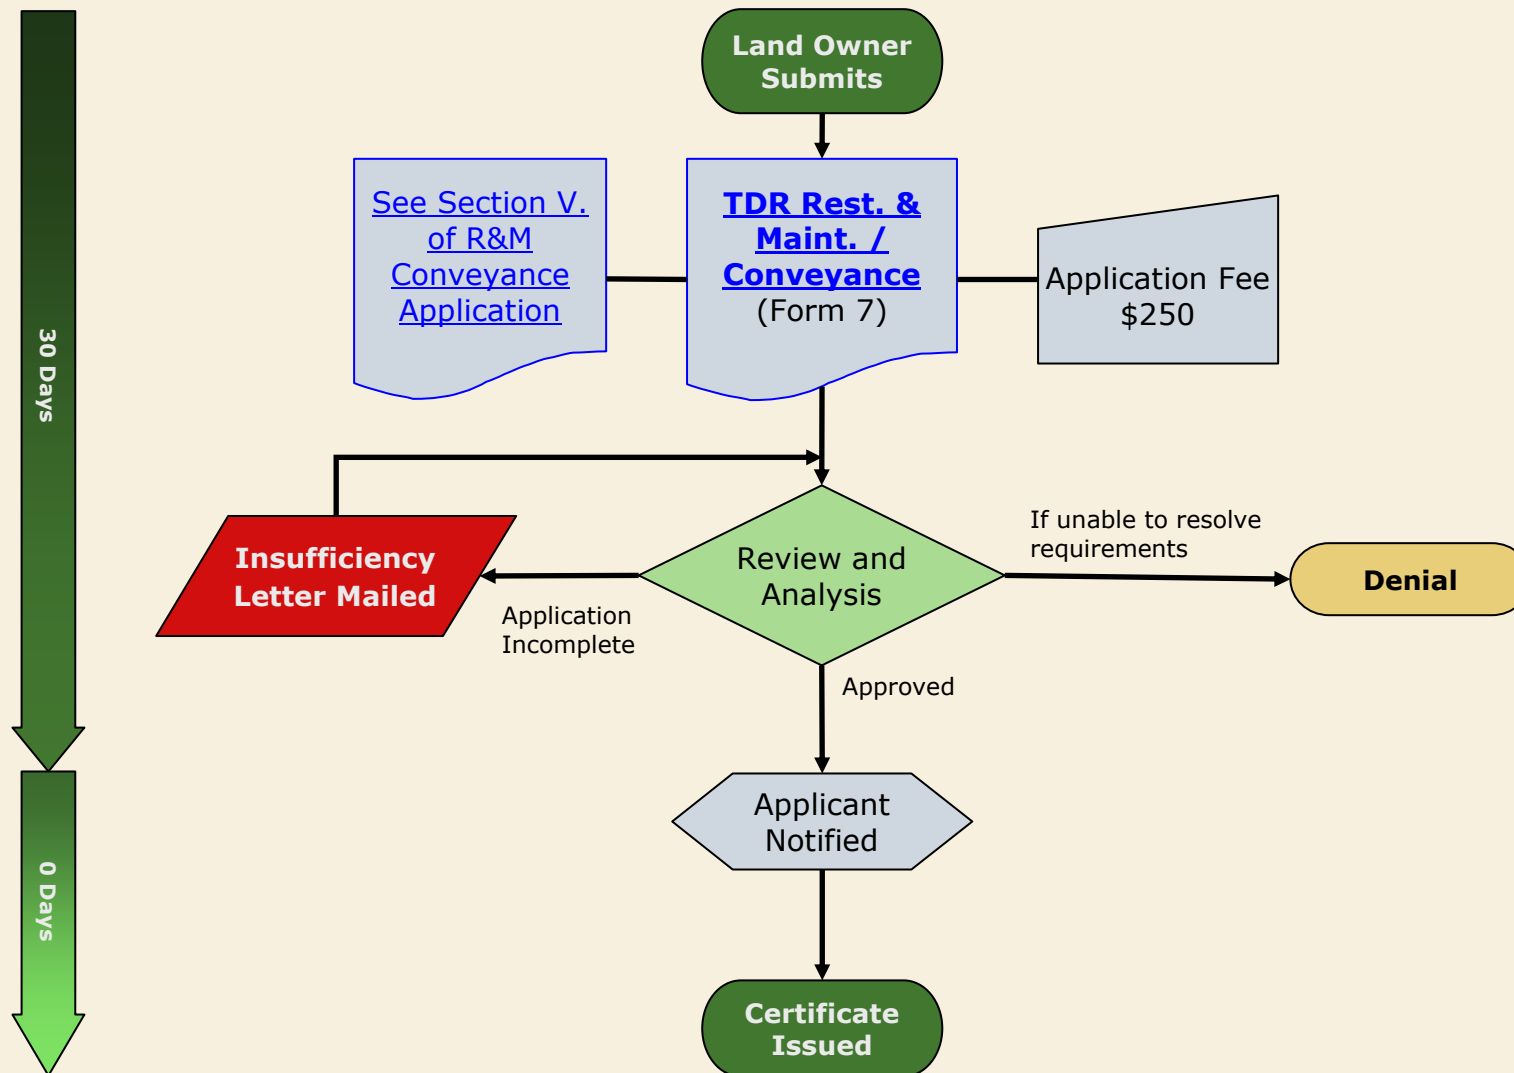 Land Owner
Submits
See Section V.
of R&M
Conveyance
Application
TDR Rest. &
Maint. /
Conveyance
(Form 7)
Application Fee
$250
30 Days
Insufficiency
Letter Mailed
Application
Incomplete
Review and
Analysis
If unable to resolve
requirements
Denial
Approved
Applicant
Notified
0 Days
Certificate
Issued